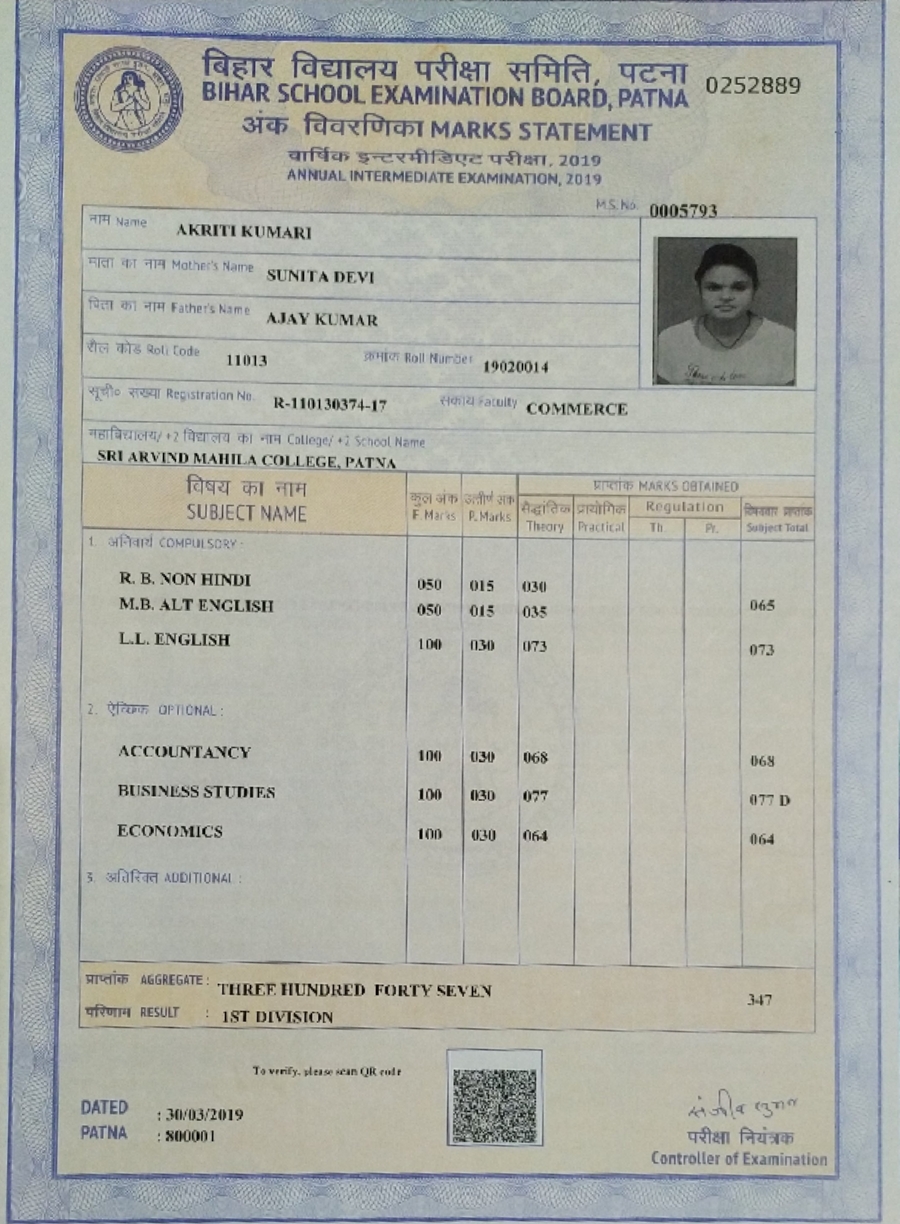 बिहार विद्यालय परीक्षा समिति, पटना
BIHAR SCHOOL EXAMINATION BOARD, PATNA
0252889
अंक विवरणिका MARKS STATEMENT
वार्षिक इन्टरमीडिएट परीक्षा, 2019
ANNUAL INTERMEDIATE EXAMINATION, 2019
M.S. No. 0005793
नाम Name AKRITI KUMARI
माता का नाम Mother's Name SUNITA DEVI
पिता का नाम Father's Name AJAY KUMAR
रौल कोड Roll Code 11013 क्रमांक Roll Number 19020014
सूची० संख्या Registration No. R-110130374-17 संकाय Faculty COMMERCE
महाविद्यालय/ +2 विद्यालय का नाम College/ +2 School Name
SRI ARVIND MAHILA COLLEGE, PATNA
विषय का नाम SUBJECT NAME
कुल अंक F. Marks
उत्तीर्ण अंक P. Marks
प्राप्तांक MARKS OBTAINED
सैद्धांतिक Theory
प्रायोगिक Practical
Regulation
Th. Pr.
विषयवार प्राप्तांक Subject Total
1. अनिवार्य COMPULSORY -
R. B. NON HINDI 050 015 030
M.B. ALT ENGLISH 050 015 035 065
L.L. ENGLISH 100 030 073 073
2. ऐच्छिक OPTIONAL :
ACCOUNTANCY 100 030 068 068
BUSINESS STUDIES 100 030 077 077 D
ECONOMICS 100 030 064 064
3. अतिरिक्त ADDITIONAL :
प्राप्तांक AGGREGATE : THREE HUNDRED FORTY SEVEN 347
परिणाम RESULT : 1ST DIVISION
To verify, please scan QR code
DATED : 30/03/2019
PATNA : 800001
परीक्षा नियंत्रक
Controller of Examination